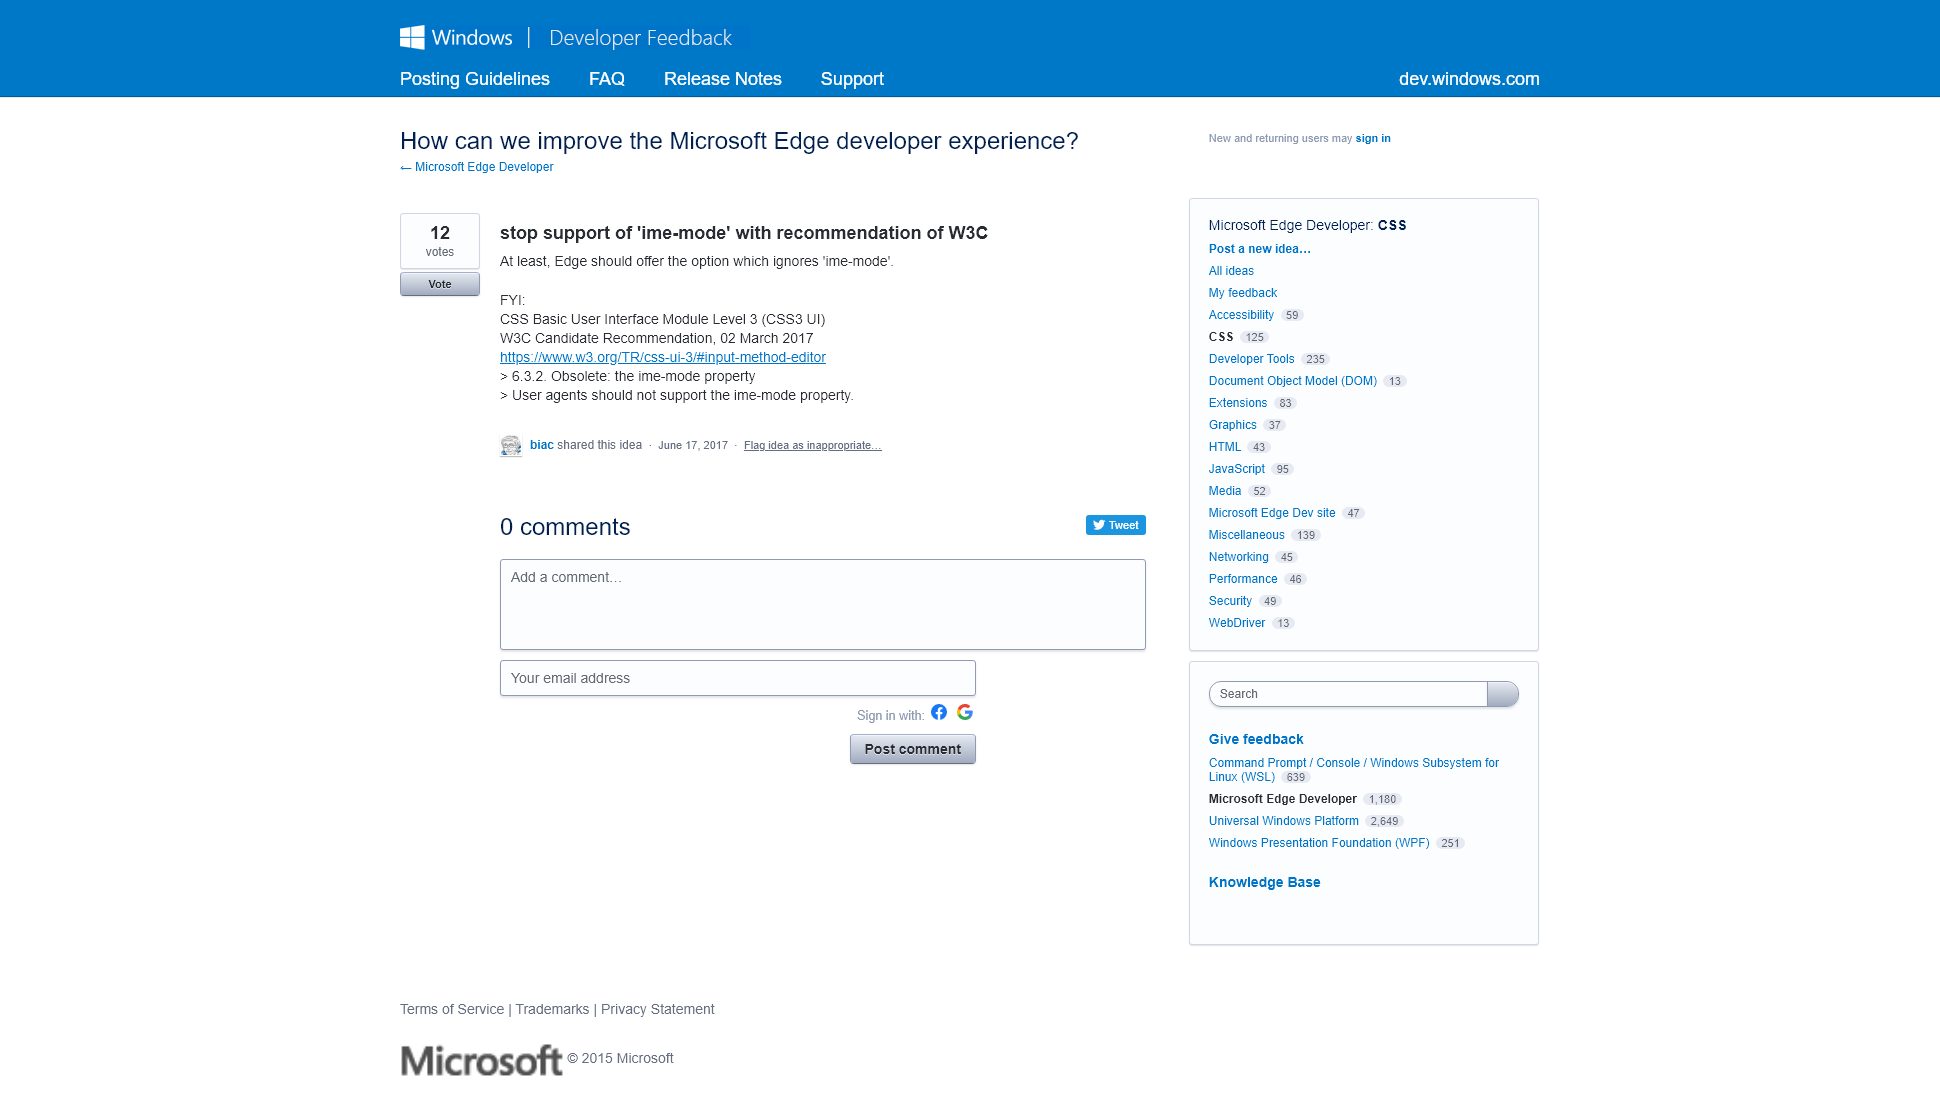 Windows | Developer Feedback
Posting Guidelines FAQ Release Notes Support dev.windows.com
How can we improve the Microsoft Edge developer experience?
← Microsoft Edge Developer
New and returning users may sign in
12
votes
Vote
stop support of 'ime-mode' with recommendation of W3C
At least, Edge should offer the option which ignores 'ime-mode'.
FYI:
CSS Basic User Interface Module Level 3 (CSS3 UI)
W3C Candidate Recommendation, 02 March 2017
https://www.w3.org/TR/css-ui-3/#input-method-editor
> 6.3.2. Obsolete: the ime-mode property
> User agents should not support the ime-mode property.
biac shared this idea · June 17, 2017 · Flag idea as inappropriate…
0 comments
Tweet
Add a comment…
Your email address
Sign in with:
Post comment
Microsoft Edge Developer: CSS
Post a new idea…
All ideas
My feedback
Accessibility 59
CSS 125
Developer Tools 235
Document Object Model (DOM) 13
Extensions 83
Graphics 37
HTML 43
JavaScript 95
Media 52
Microsoft Edge Dev site 47
Miscellaneous 139
Networking 45
Performance 46
Security 49
WebDriver 13
Search
Give feedback
Command Prompt / Console / Windows Subsystem for
Linux (WSL) 639
Microsoft Edge Developer 1,180
Universal Windows Platform 2,649
Windows Presentation Foundation (WPF) 251
Knowledge Base
Terms of Service | Trademarks | Privacy Statement
Microsoft © 2015 Microsoft